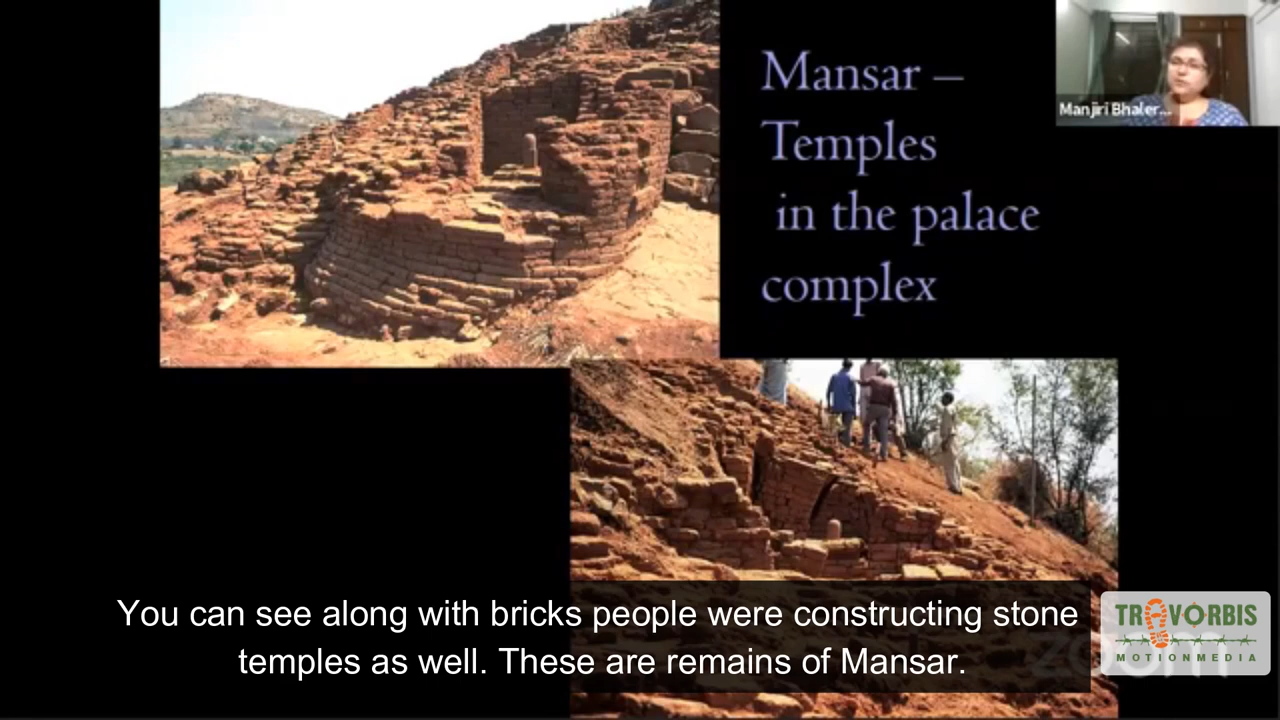 Mansar –
Temples
in the palace
complex
Manjiri Bhaler...
You can see along with bricks people were constructing stone
temples as well. These are remains of Mansar.
TRAVORBIS
MOTIONMEDIA
zoom